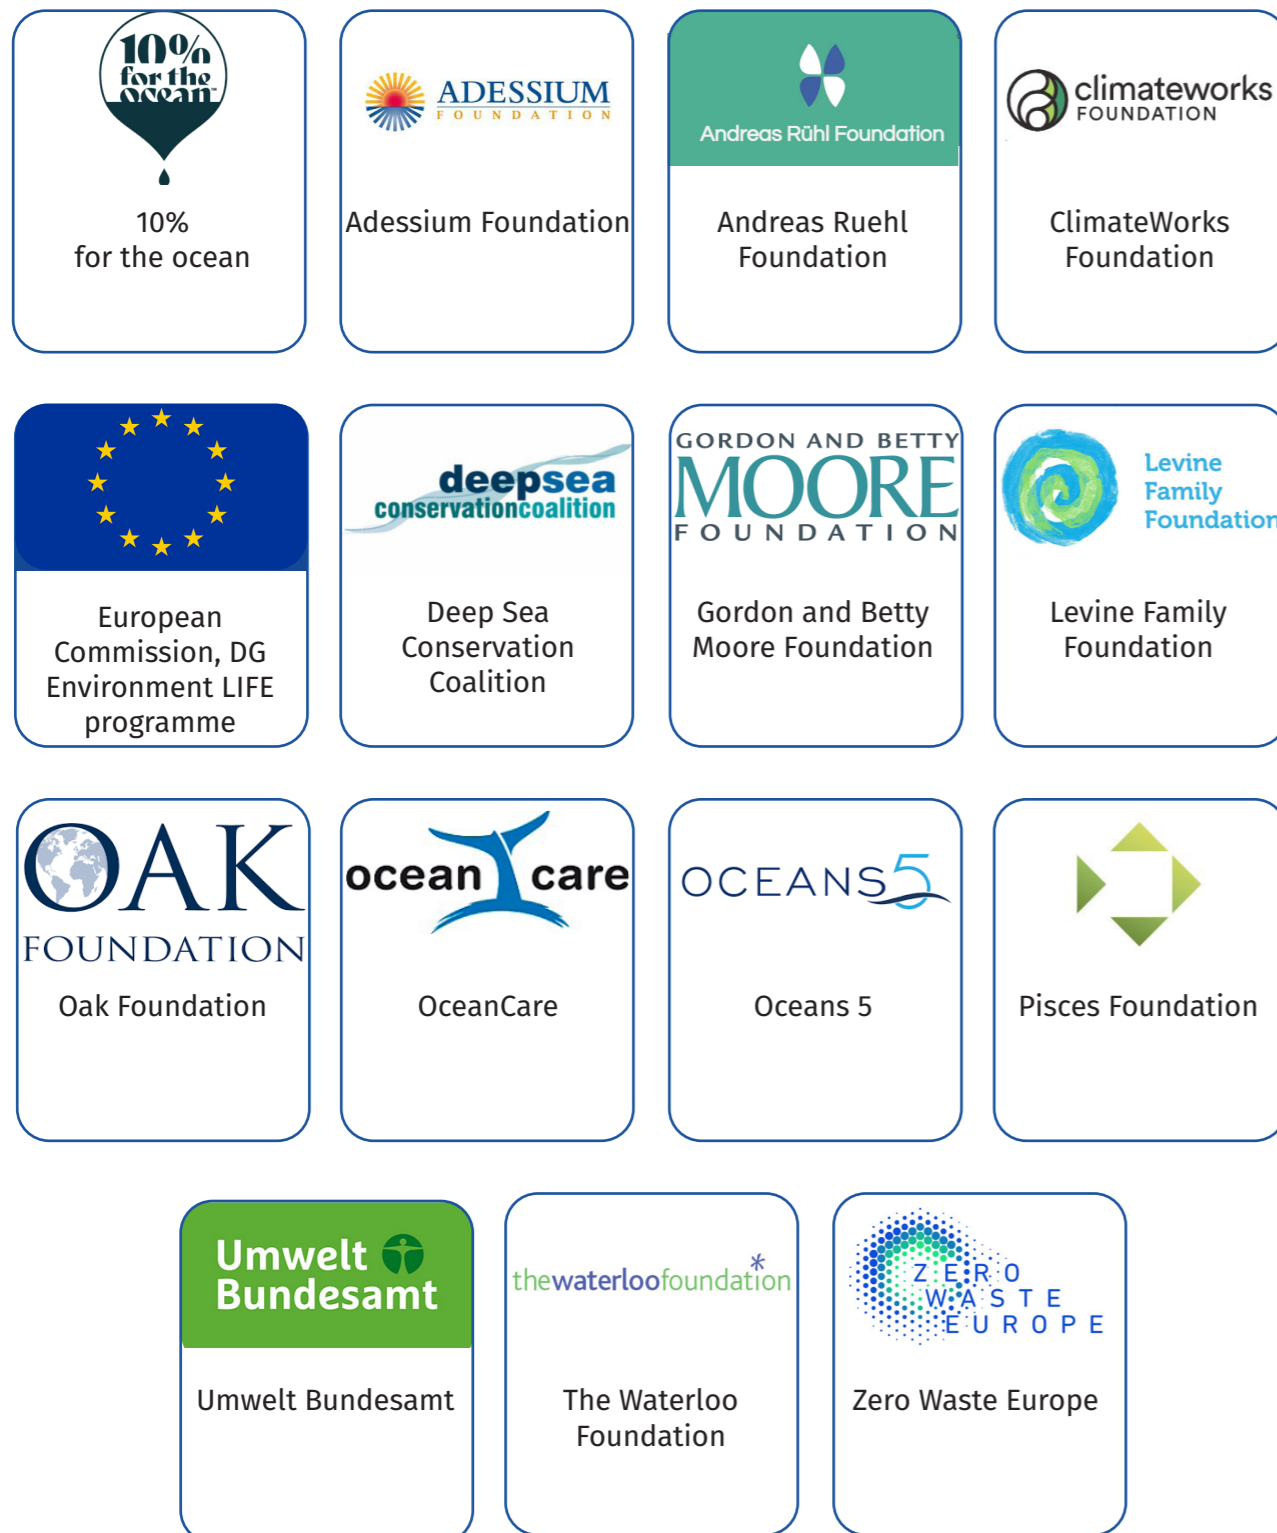 10%
for the
ocean™
10%
for the ocean
ADESSIUM
FOUNDATION
Adessium Foundation
Andreas Rühl Foundation
Andreas Ruehl
Foundation
climateworks
FOUNDATION
ClimateWorks
Foundation
European
Commission, DG
Environment LIFE
programme
deepsea
conservationcoalition
Deep Sea
Conservation
Coalition
GORDON AND BETTY
MOORE
FOUNDATION
Gordon and Betty
Moore Foundation
Levine
Family
Foundation
Levine Family
Foundation
OAK
FOUNDATION
Oak Foundation
ocean care
OceanCare
OCEANS 5
Oceans 5
Pisces Foundation
Umwelt
Bundesamt
Umwelt Bundesamt
thewaterloofoundation*
The Waterloo
Foundation
ZERO
WASTE
EUROPE
Zero Waste Europe